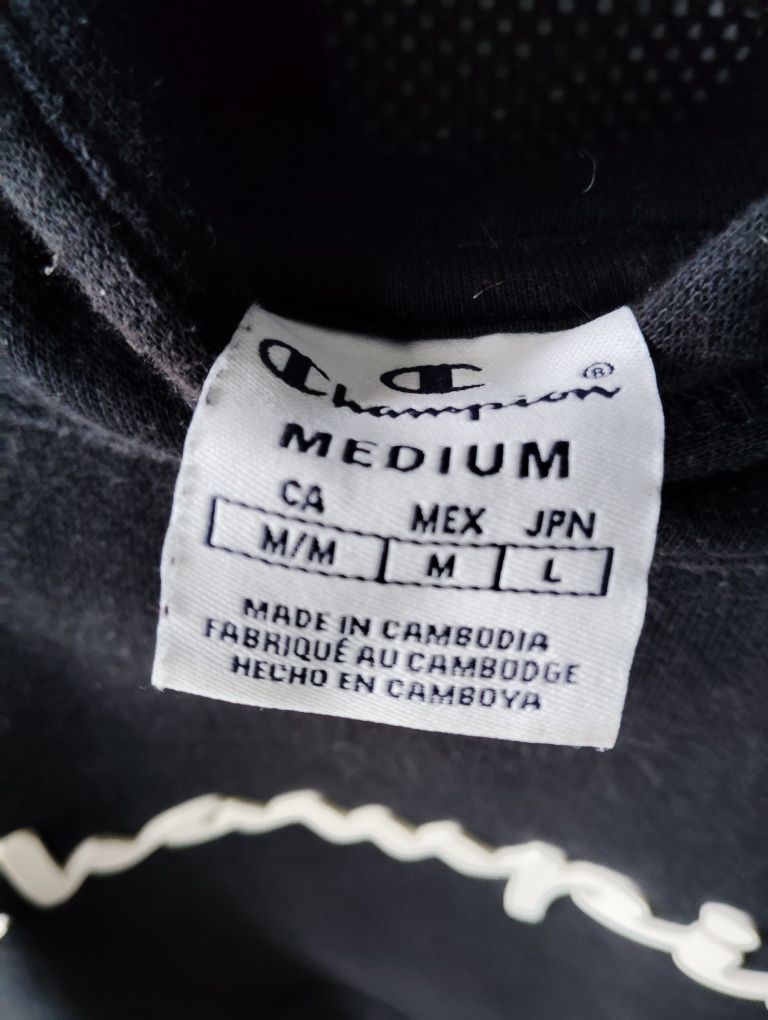 Champion®
MEDIUM
CA MEX JPN
M/M M L
MADE IN CAMBODIA
FABRIQUÉ AU CAMBODGE
HECHO EN CAMBOYA